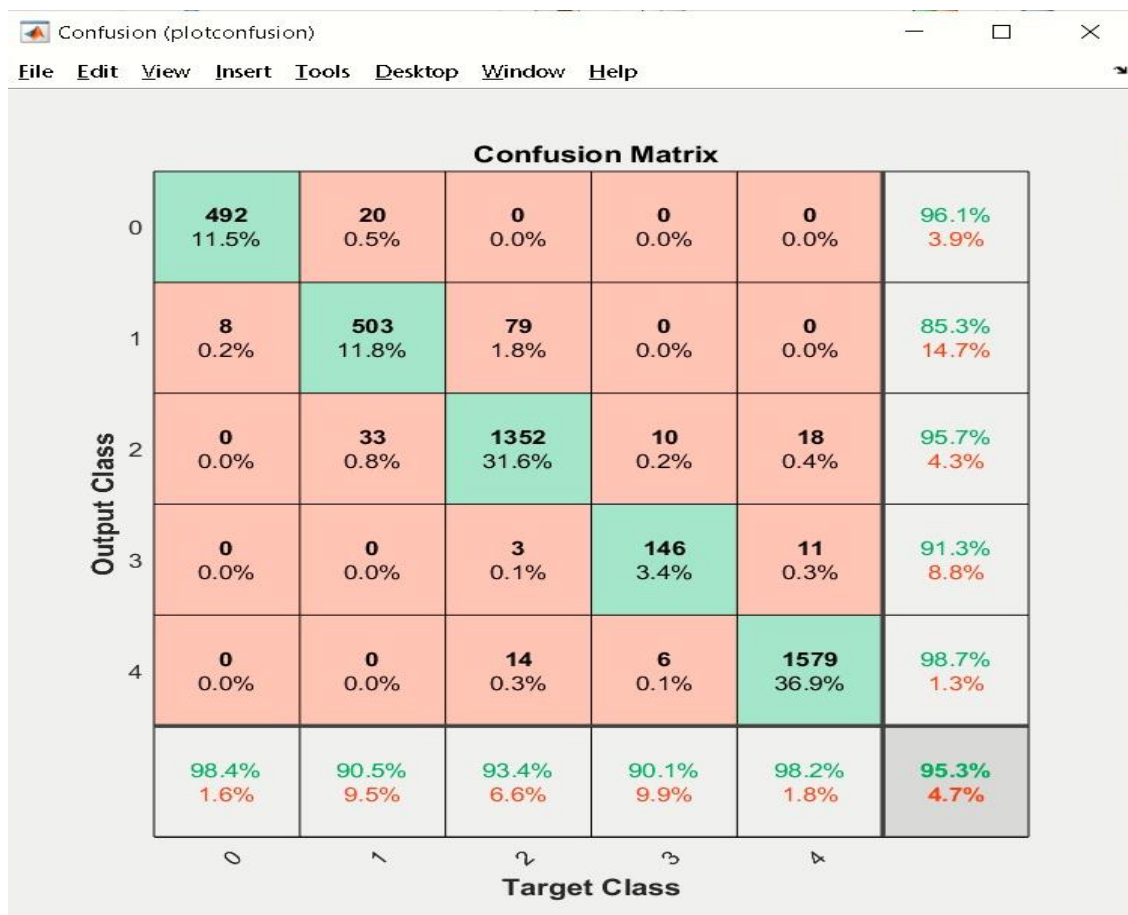 Confusion (plotconfusion)
File Edit View Insert Tools Desktop Window Help
Confusion Matrix
0 492 20 0 0 0 96.1%
11.5% 0.5% 0.0% 0.0% 0.0% 3.9%
1 8 503 79 0 0 85.3%
0.2% 11.8% 1.8% 0.0% 0.0% 14.7%
2 0 33 1352 10 18 95.7%
0.0% 0.8% 31.6% 0.2% 0.4% 4.3%
3 0 0 3 146 11 91.3%
0.0% 0.0% 0.1% 3.4% 0.3% 8.8%
4 0 0 14 6 1579 98.7%
0.0% 0.0% 0.3% 0.1% 36.9% 1.3%
98.4% 90.5% 93.4% 90.1% 98.2% 95.3%
1.6% 9.5% 6.6% 9.9% 1.8% 4.7%
0 1 2 3 4
Target Class
Output Class